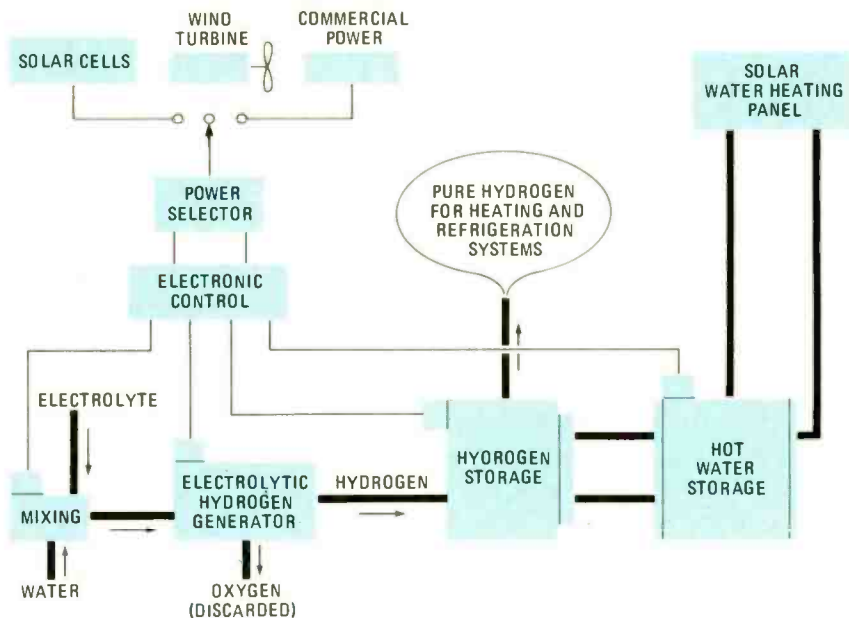 SOLAR CELLS
WIND
TURBINE
COMMERCIAL
POWER
SOLAR
WATER HEATING
PANEL
POWER
SELECTOR
PURE HYDROGEN
FOR HEATING AND
REFRIGERATION
SYSTEMS
ELECTRONIC
CONTROL
ELECTROLYTE
MIXING
WATER
ELECTROLYTIC
HYDROGEN
GENERATOR
OXYGEN
(DISCARDED)
HYDROGEN
HYDROGEN
STORAGE
HOT
WATER
STORAGE